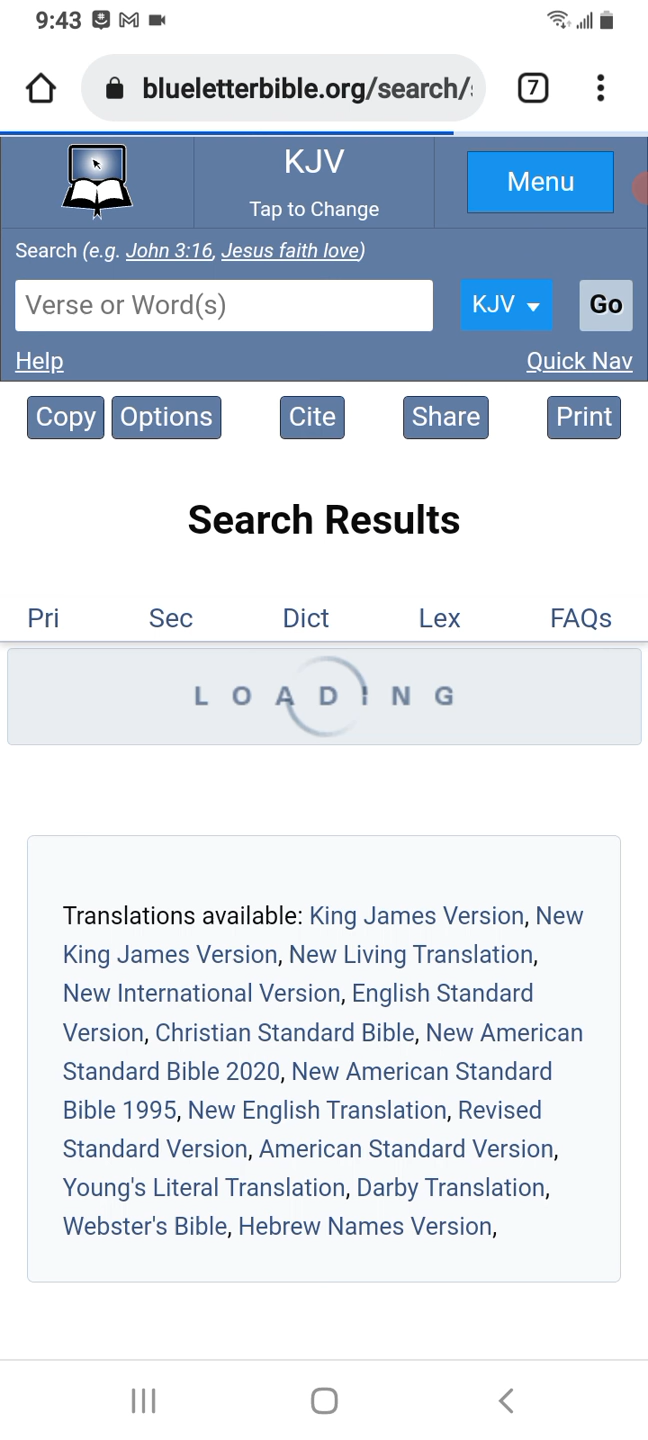 9:43
blueletterbible.org/search/
7
KJV
Tap to Change
Menu
Search (e.g. John 3:16, Jesus faith love)
Verse or Word(s)
KJV
Go
Help
Quick Nav
Copy Options Cite Share Print
Search Results
Pri Sec Dict Lex FAQs
LOADING
Translations available: King James Version, New
King James Version, New Living Translation,
New International Version, English Standard
Version, Christian Standard Bible, New American
Standard Bible 2020, New American Standard
Bible 1995, New English Translation, Revised
Standard Version, American Standard Version,
Young's Literal Translation, Darby Translation,
Webster's Bible, Hebrew Names Version,